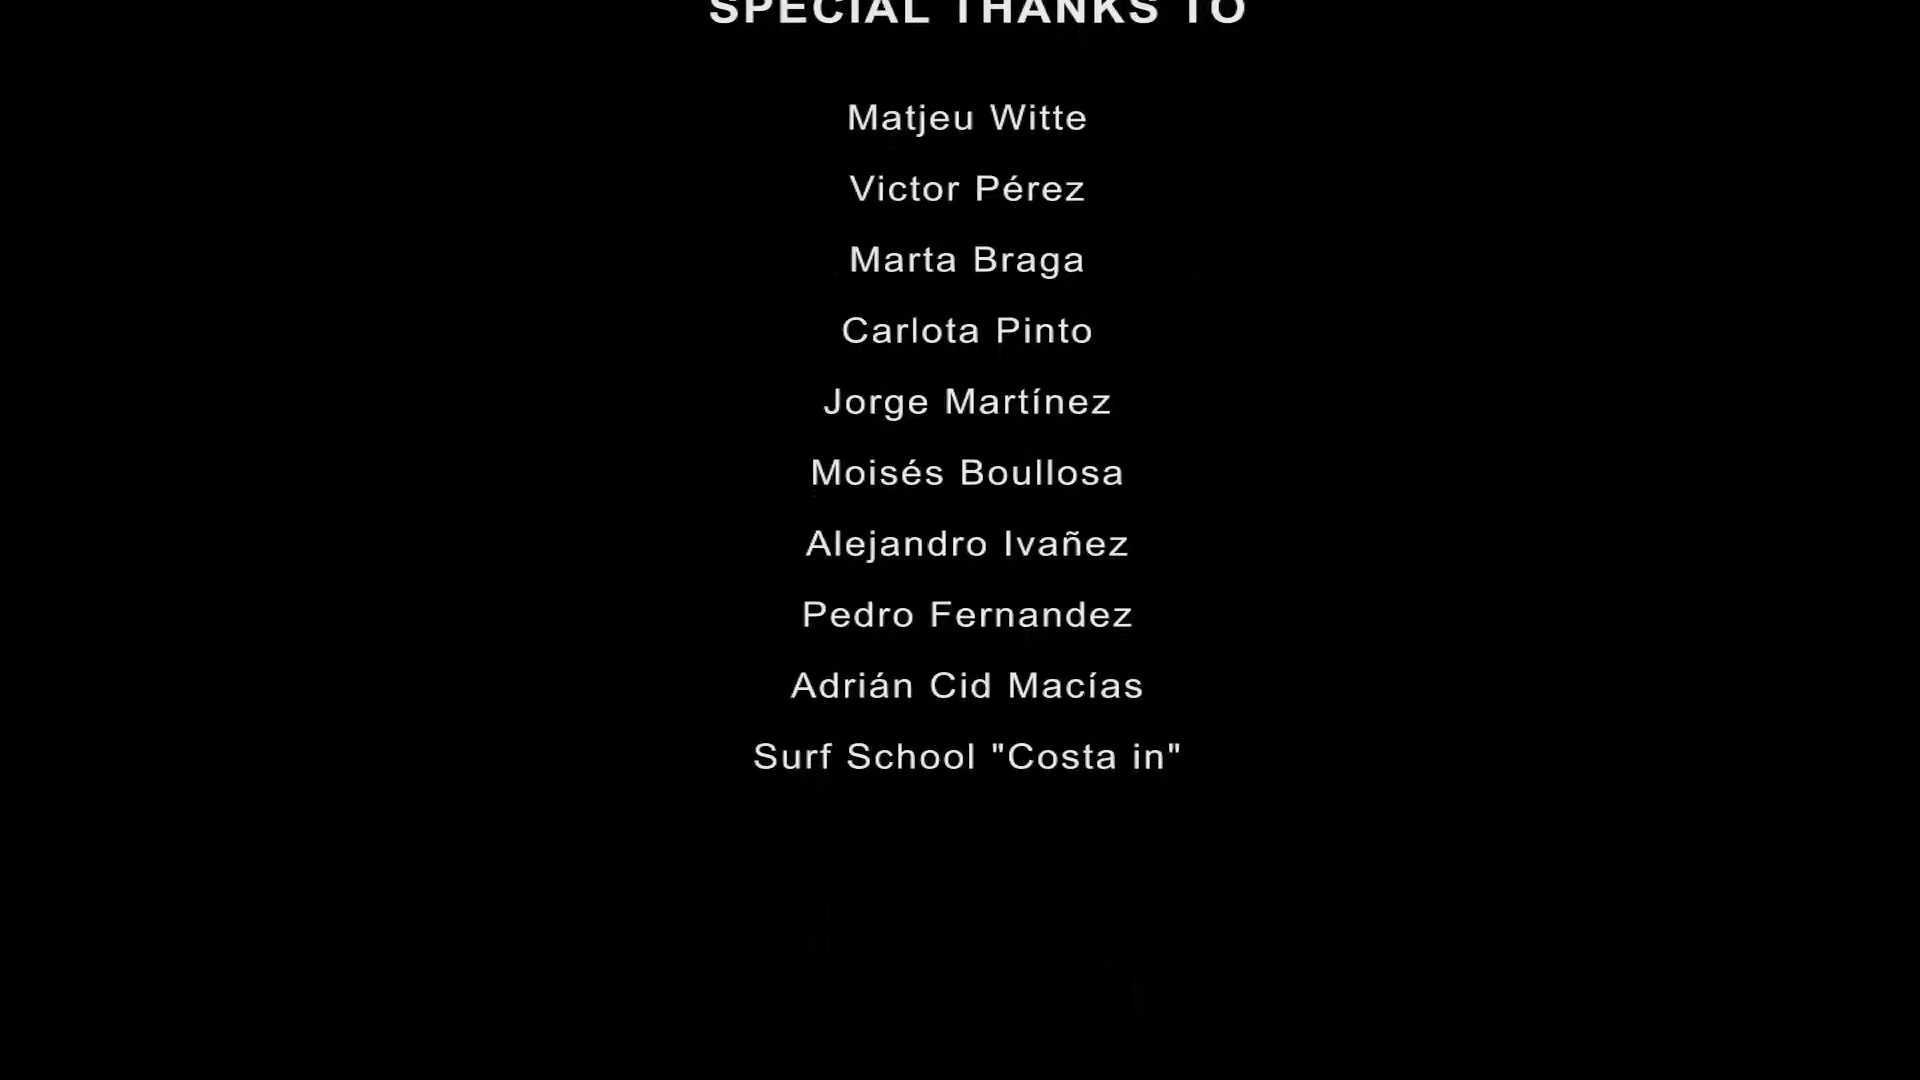 SPECIAL THANKS TO
Matjeu Witte
Victor Pérez
Marta Braga
Carlota Pinto
Jorge Martínez
Moisés Boullosa
Alejandro Ivañez
Pedro Fernandez
Adrián Cid Macías
Surf School "Costa in"